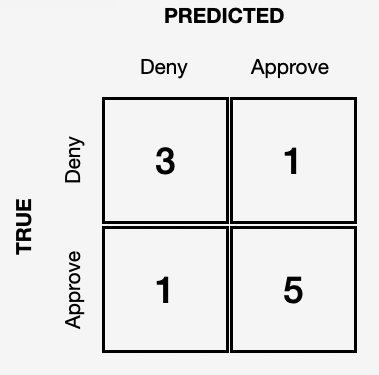 PREDICTED
Deny Approve
TRUE
Deny 3 1
Approve 1 5